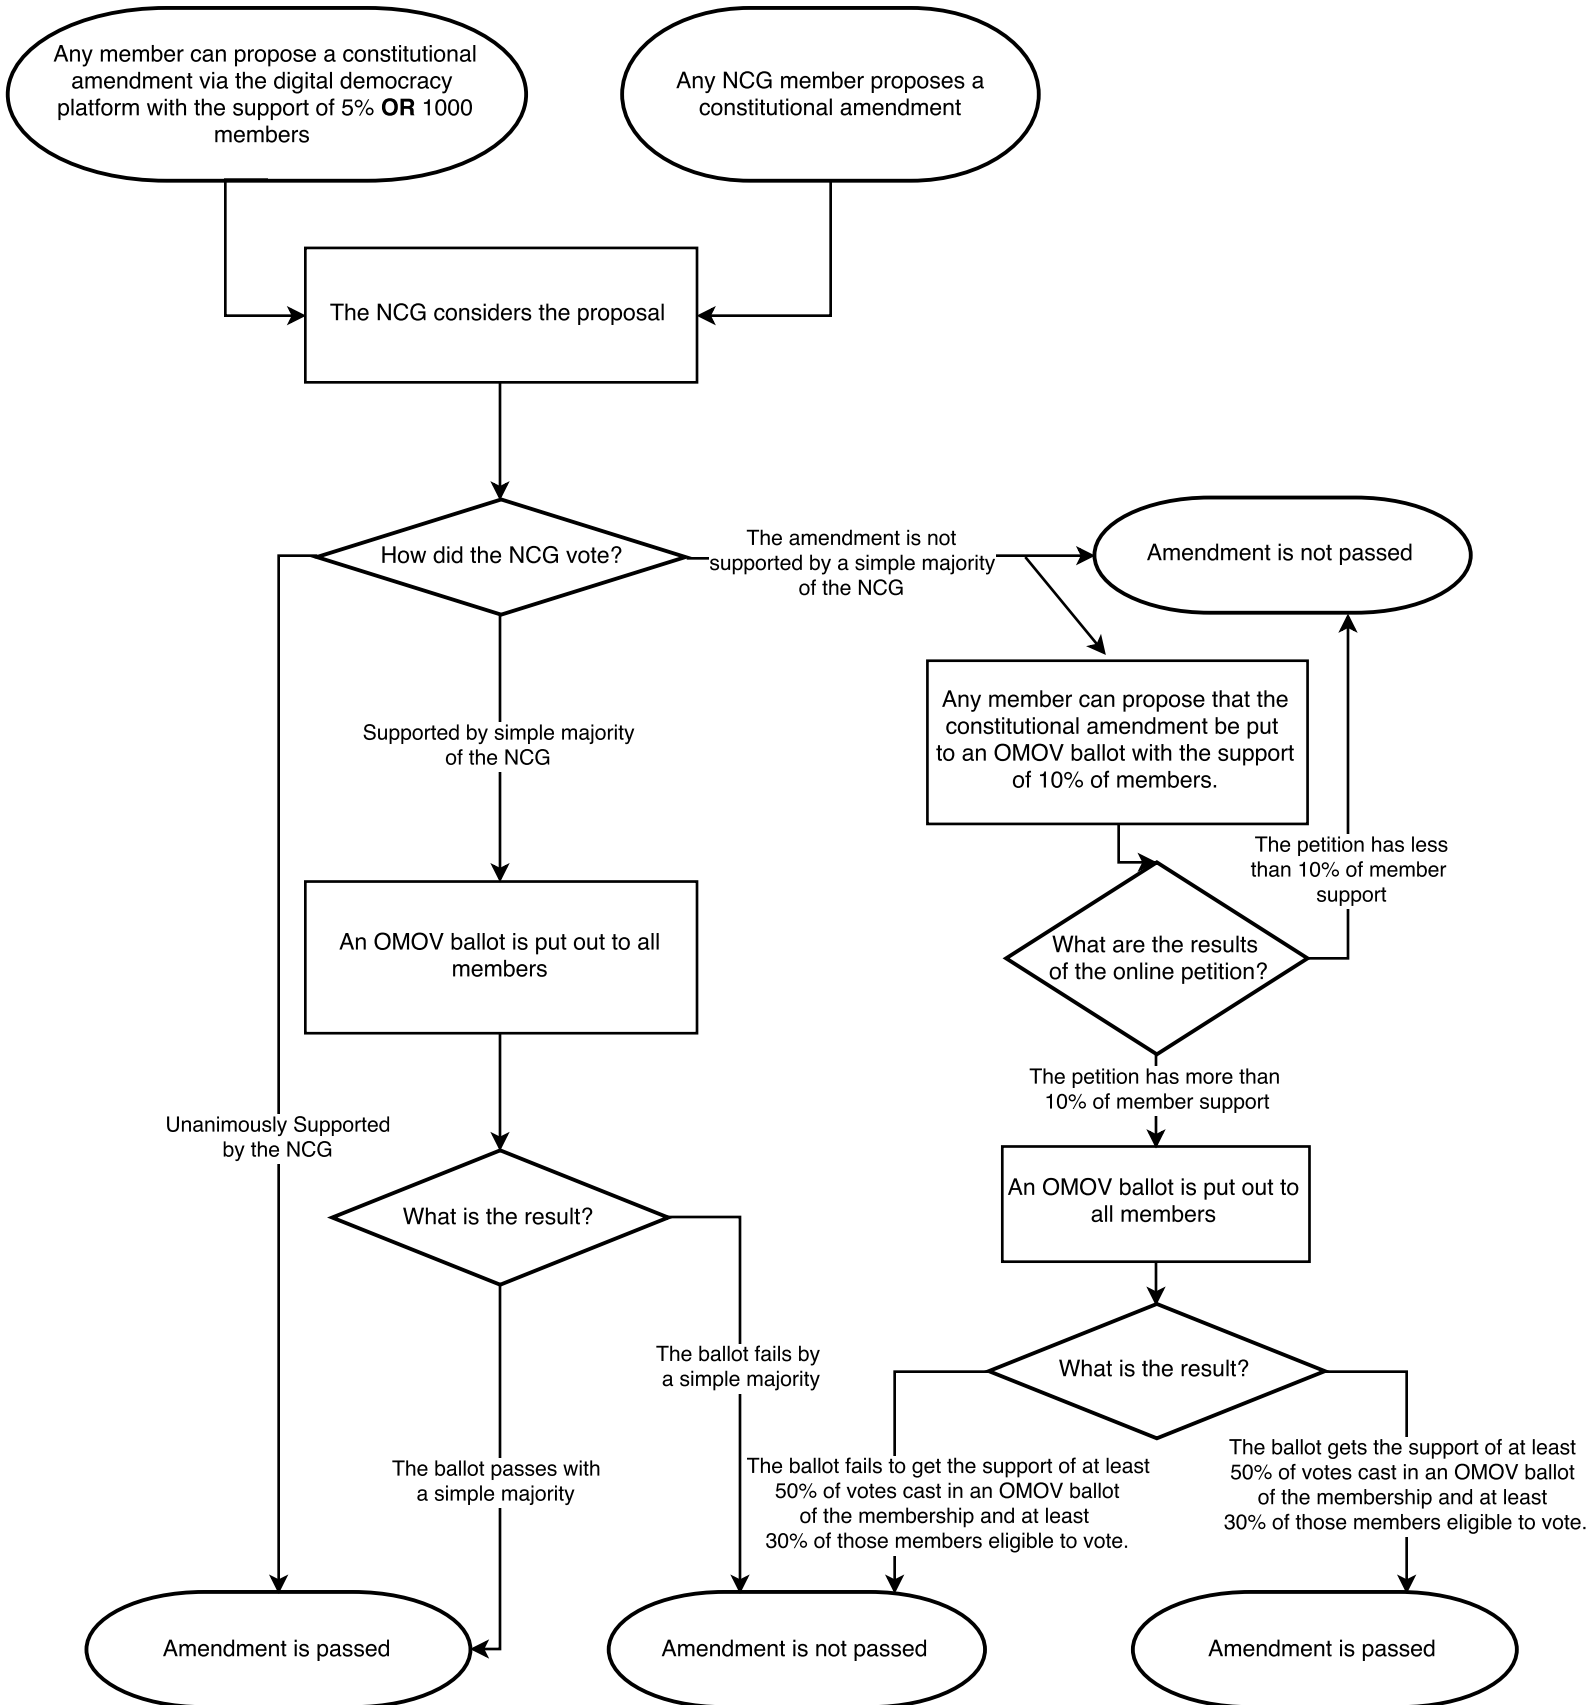 Any member can propose a constitutional
amendment via the digital democracy
platform with the support of 5% OR 1000
members
Any NCG member proposes a
constitutional amendment
The NCG considers the proposal
How did the NCG vote?
The amendment is not
supported by a simple majority
of the NCG
Amendment is not passed
Supported by simple majority
of the NCG
Any member can propose that the
constitutional amendment be put
to an OMOV ballot with the support
of 10% of members.
The petition has less
than 10% of member
support
An OMOV ballot is put out to all
members
What are the results
of the online petition?
The petition has more than
10% of member support
Unanimously Supported
by the NCG
An OMOV ballot is put out to
all members
What is the result?
The ballot fails by
a simple majority
What is the result?
The ballot passes with
a simple majority
The ballot fails to get the support of at least
50% of votes cast in an OMOV ballot
of the membership and at least
30% of those members eligible to vote.
The ballot gets the support of at least
50% of votes cast in an OMOV ballot
of the membership and at least
30% of those members eligible to vote.
Amendment is passed
Amendment is not passed
Amendment is passed